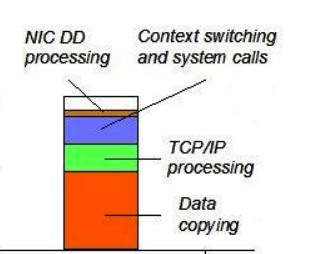 NIC DD
processing
Context switching
and system calls
TCP/IP
processing
Data
copying